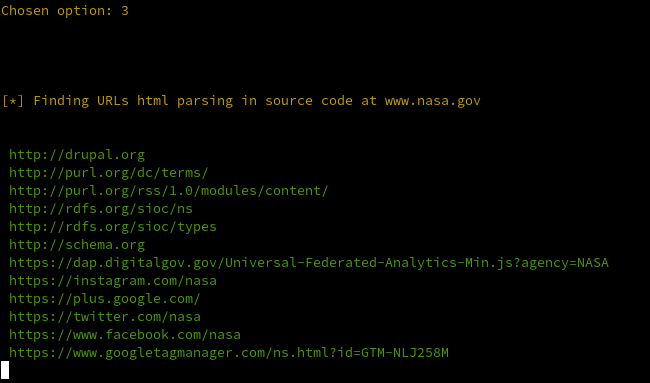 Chosen option: 3
[*] Finding URLs html parsing in source code at www.nasa.gov
http://drupal.org
http://purl.org/dc/terms/
http://purl.org/rss/1.0/modules/content/
http://rdfs.org/sioc/ns
http://rdfs.org/sioc/types
http://schema.org
https://dap.digitalgov.gov/Universal-Federated-Analytics-Min.js?agency=NASA
https://instagram.com/nasa
https://plus.google.com/
https://twitter.com/nasa
https://www.facebook.com/nasa
https://www.googletagmanager.com/ns.html?id=GTM-NLJ258M